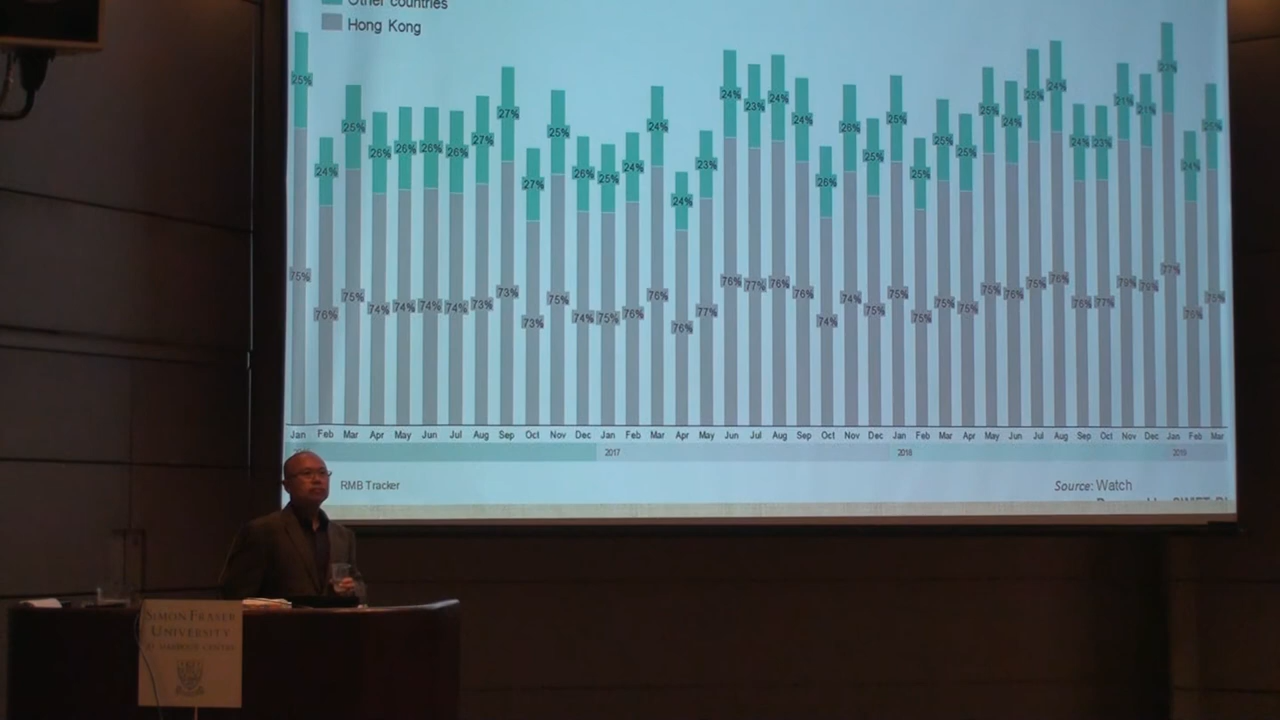 Other countries
Hong Kong
25% 24% 25% 26% 26% 26% 26% 27% 27% 27% 25% 26% 25% 24% 24% 24% 23% 24% 23% 24% 24% 26% 26% 25% 25% 25% 25% 25% 25% 24% 25% 24% 24% 23% 21% 21% 23% 24% 25%
75% 76% 75% 74% 74% 74% 74% 73% 73% 73% 75% 74% 75% 76% 76% 76% 77% 76% 77% 76% 76% 74% 74% 75% 75% 75% 75% 75% 75% 76% 75% 76% 76% 77% 79% 79% 77% 76% 75%
Jan Feb Mar Apr May Jun Jul Aug Sep Oct Nov Dec Jan Feb Mar Apr May Jun Jul Aug Sep Oct Nov Dec Jan Feb Mar Apr May Jun Jul Aug Sep Oct Nov Dec Jan Feb Mar
2017 2018 2019
RMB Tracker
Source: Watch
SIMON FRASER
UNIVERSITY
AT HARBOUR CENTRE